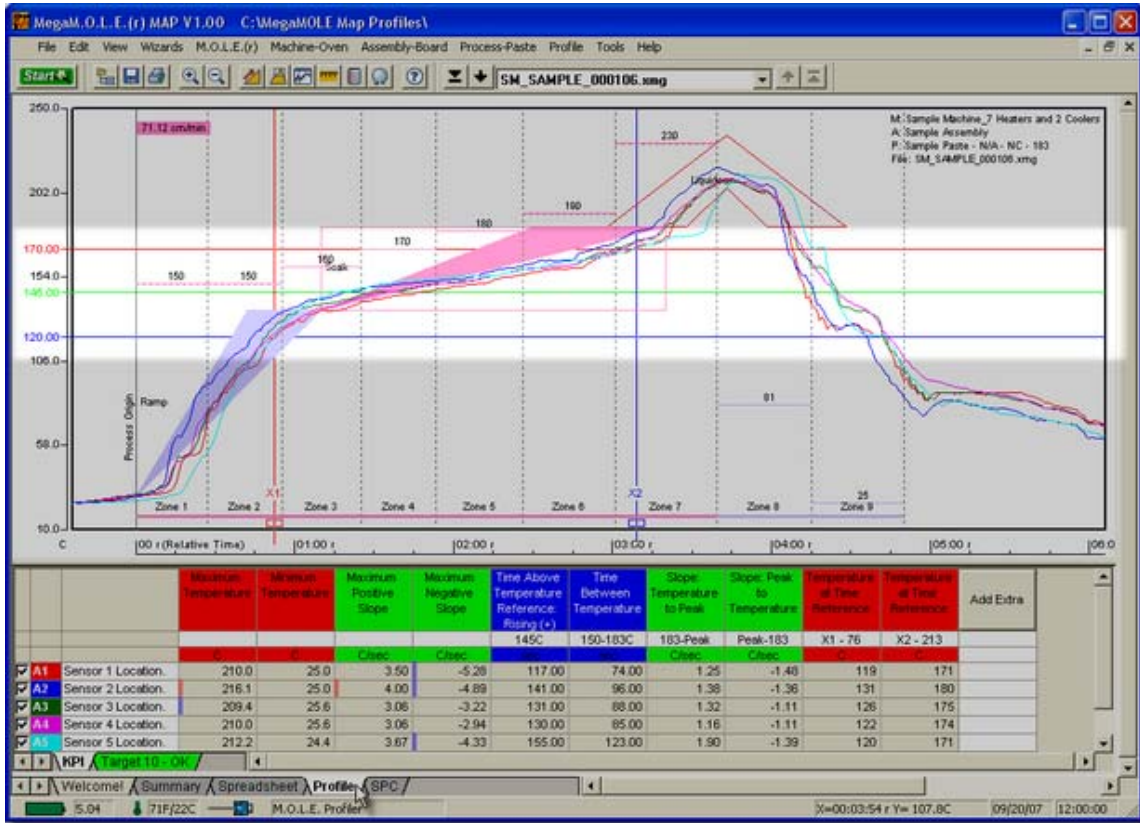 MegaM.O.L.E.(r) MAP V1.00 C:\MegaMOLE Map Profiles\
File Edit View Wizards M.O.L.E.(r) Machine-Oven Assembly-Board Process-Paste Profile Tools Help
Start
SM_SAMPLE_000106.xmg
250.0
71.12 cm/min
230
M: Sample Machine_7 Heaters and 2 Coolers
A: Sample Assembly
P: Sample Paste - N/A - NC - 183
File: SM_SAMPLE_000106.xmg
202.0
190
180
170
170.00
160
Soak
154.0
150
150
145.00
120.00
106.0
Process Origin
Ramp
81
58.0
X1
X2
25
Zone 1 Zone 2 Zone 3 Zone 4 Zone 5 Zone 6 Zone 7 Zone 8 Zone 9
10.0
C 00 r (Relative Time) 01:00 r 02:00 r 03:00 r 04:00 r 05:00 r 06:0
Maximum Temperature Minimum Temperature Maximum Positive Slope Maximum Negative Slope Time Above Temperature Reference: Rising (+) Time Between Temperature Slope: Temperature to Peak Slope: Peak to Temperature Temperature at Time Reference Temperature at Time Reference Add Extra
145C 150-183C 183-Peak Peak-183 X1 - 76 X2 - 213
C C C/sec C/sec C/sec C/sec C C
A1 Sensor 1 Location. 210.0 25.0 3.50 -5.28 117.00 74.00 1.25 -1.48 119 171
A2 Sensor 2 Location. 216.1 25.0 4.00 -4.89 141.00 96.00 1.38 -1.36 131 180
A3 Sensor 3 Location. 209.4 25.6 3.06 -3.22 131.00 88.00 1.32 -1.11 126 175
A4 Sensor 4 Location. 210.0 25.6 3.06 -2.94 130.00 85.00 1.16 -1.11 122 174
A5 Sensor 5 Location. 212.2 24.4 3.67 -4.33 155.00 123.00 1.90 -1.39 120 171
KPI Target 10 - OK
Welcome! Summary Spreadsheet Profile SPC
5.04 71F/22C M.O.L.E. Profiler X=00:03:54 r Y= 107.8C 09/20/07 12:00:00